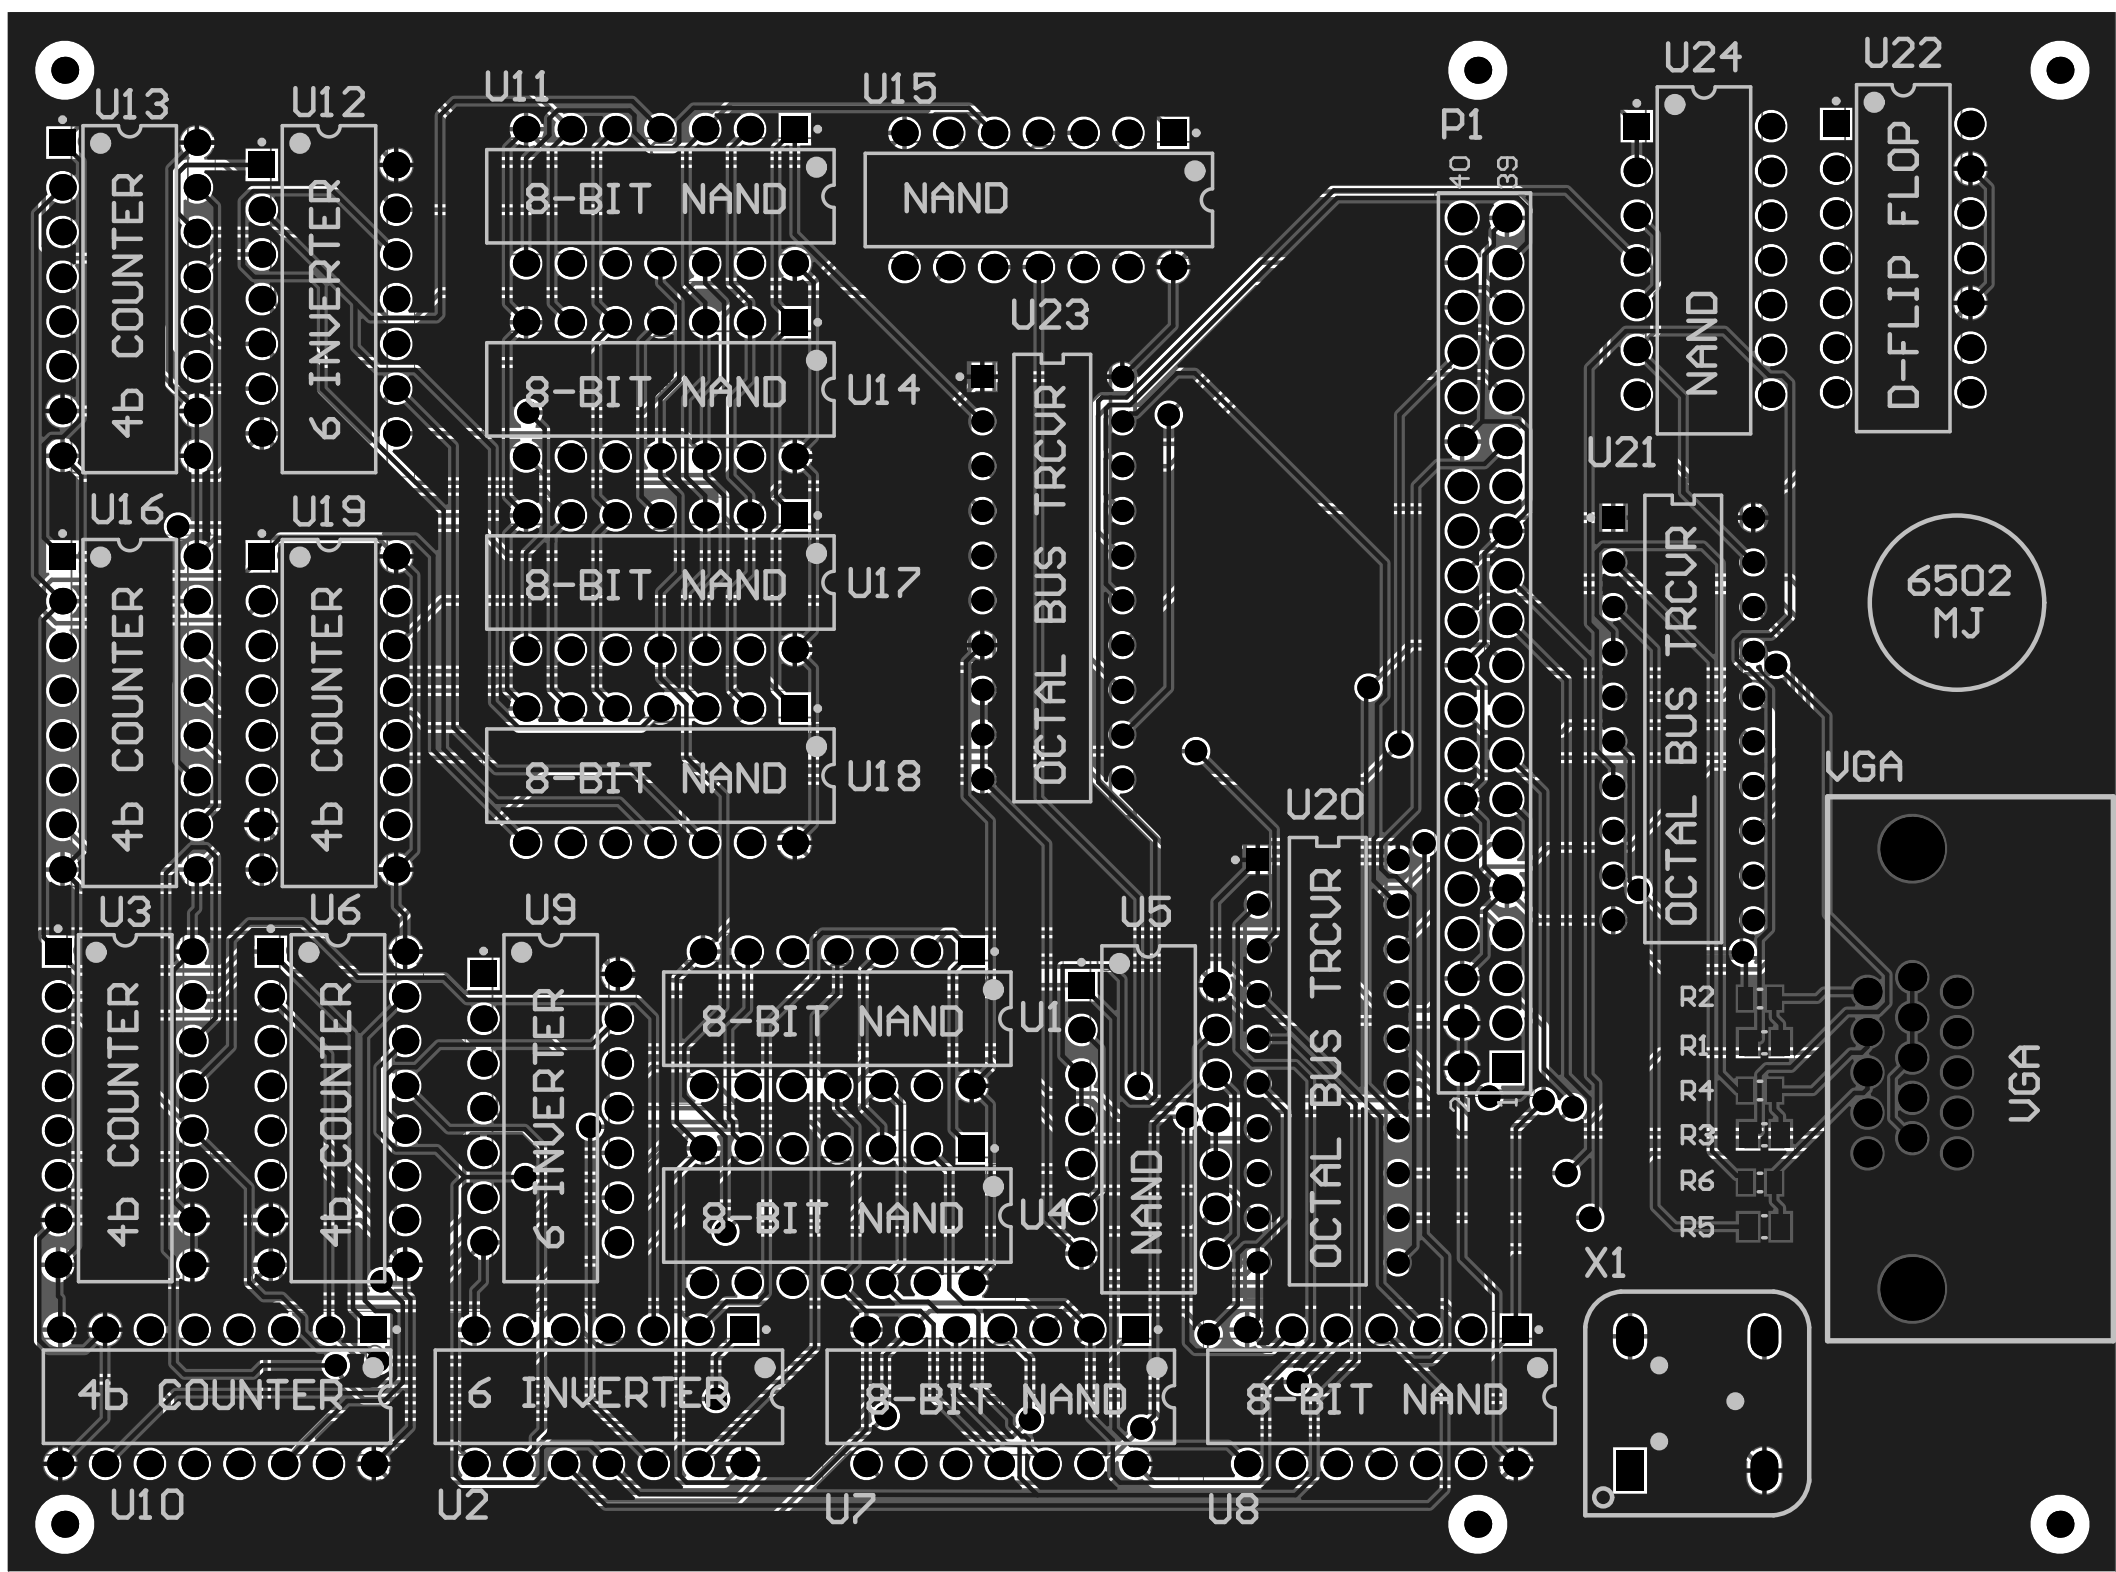 U13
U12
U11
U15
U24
U22
P1
40
39
4b COUNTER
6 INVERTER
8-BIT NAND
NAND
NAND
D-FLIP FLOP
U23
8-BIT NAND
U14
U21
U16
U19
8-BIT NAND
U17
OCTAL BUS TRCVR
6502
MJ
4b COUNTER
4b COUNTER
8-BIT NAND
U18
OCTAL BUS TRCVR
VGA
U20
U3
U6
U9
U5
4b COUNTER
4b COUNTER
6 INVERTER
8-BIT NAND
U1
NAND
OCTAL BUS TRCVR
2
1
R2
R1
R4
R3
R6
R5
VGA
8-BIT NAND
U4
X1
4b COUNTER
6 INVERTER
8-BIT NAND
8-BIT NAND
U10
U2
U7
U8